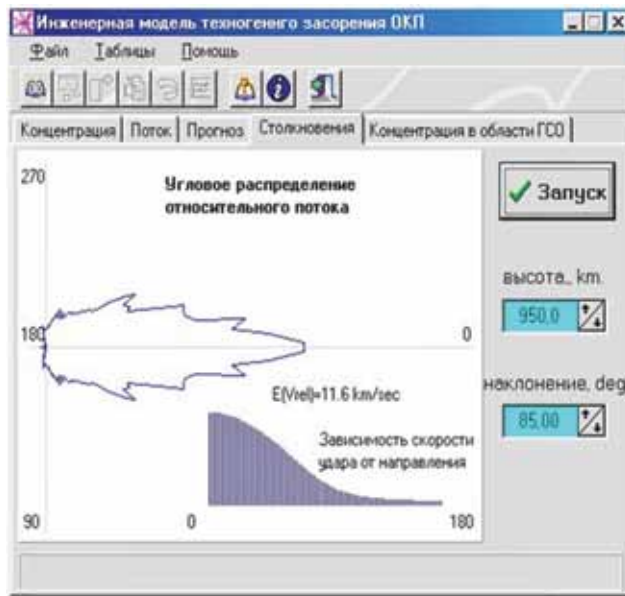 Инженерная модель техногеннго засорения ОКП
Файл Таблицы Помощь
Концентрация Поток Прогноз Столкновения Концентрация в области ГСО
270
Угловое распределение
относительного потока
Запуск
высота, km.
950,0
180
0
наклонение, deg
85,00
E(Vrel)=11.6 km/sec
Зависимость скорости
удара от направления
90
0
180